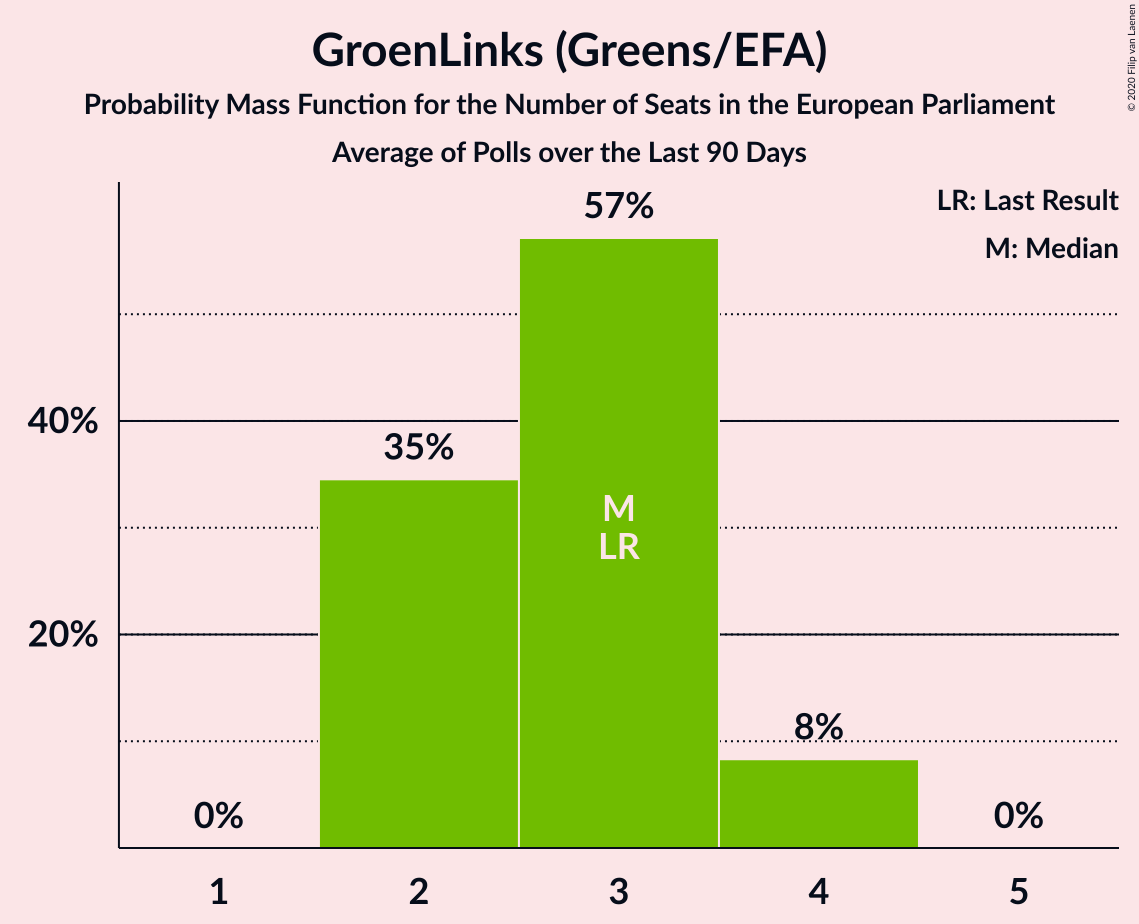 GroenLinks (Greens/EFA)
Probability Mass Function for the Number of Seats in the European Parliament
Average of Polls over the Last 90 Days
© 2020 Filip van Laenen
LR: Last Result
M: Median
57%
40%
35%
M
LR
20%
8%
0%
0%
1
2
3
4
5